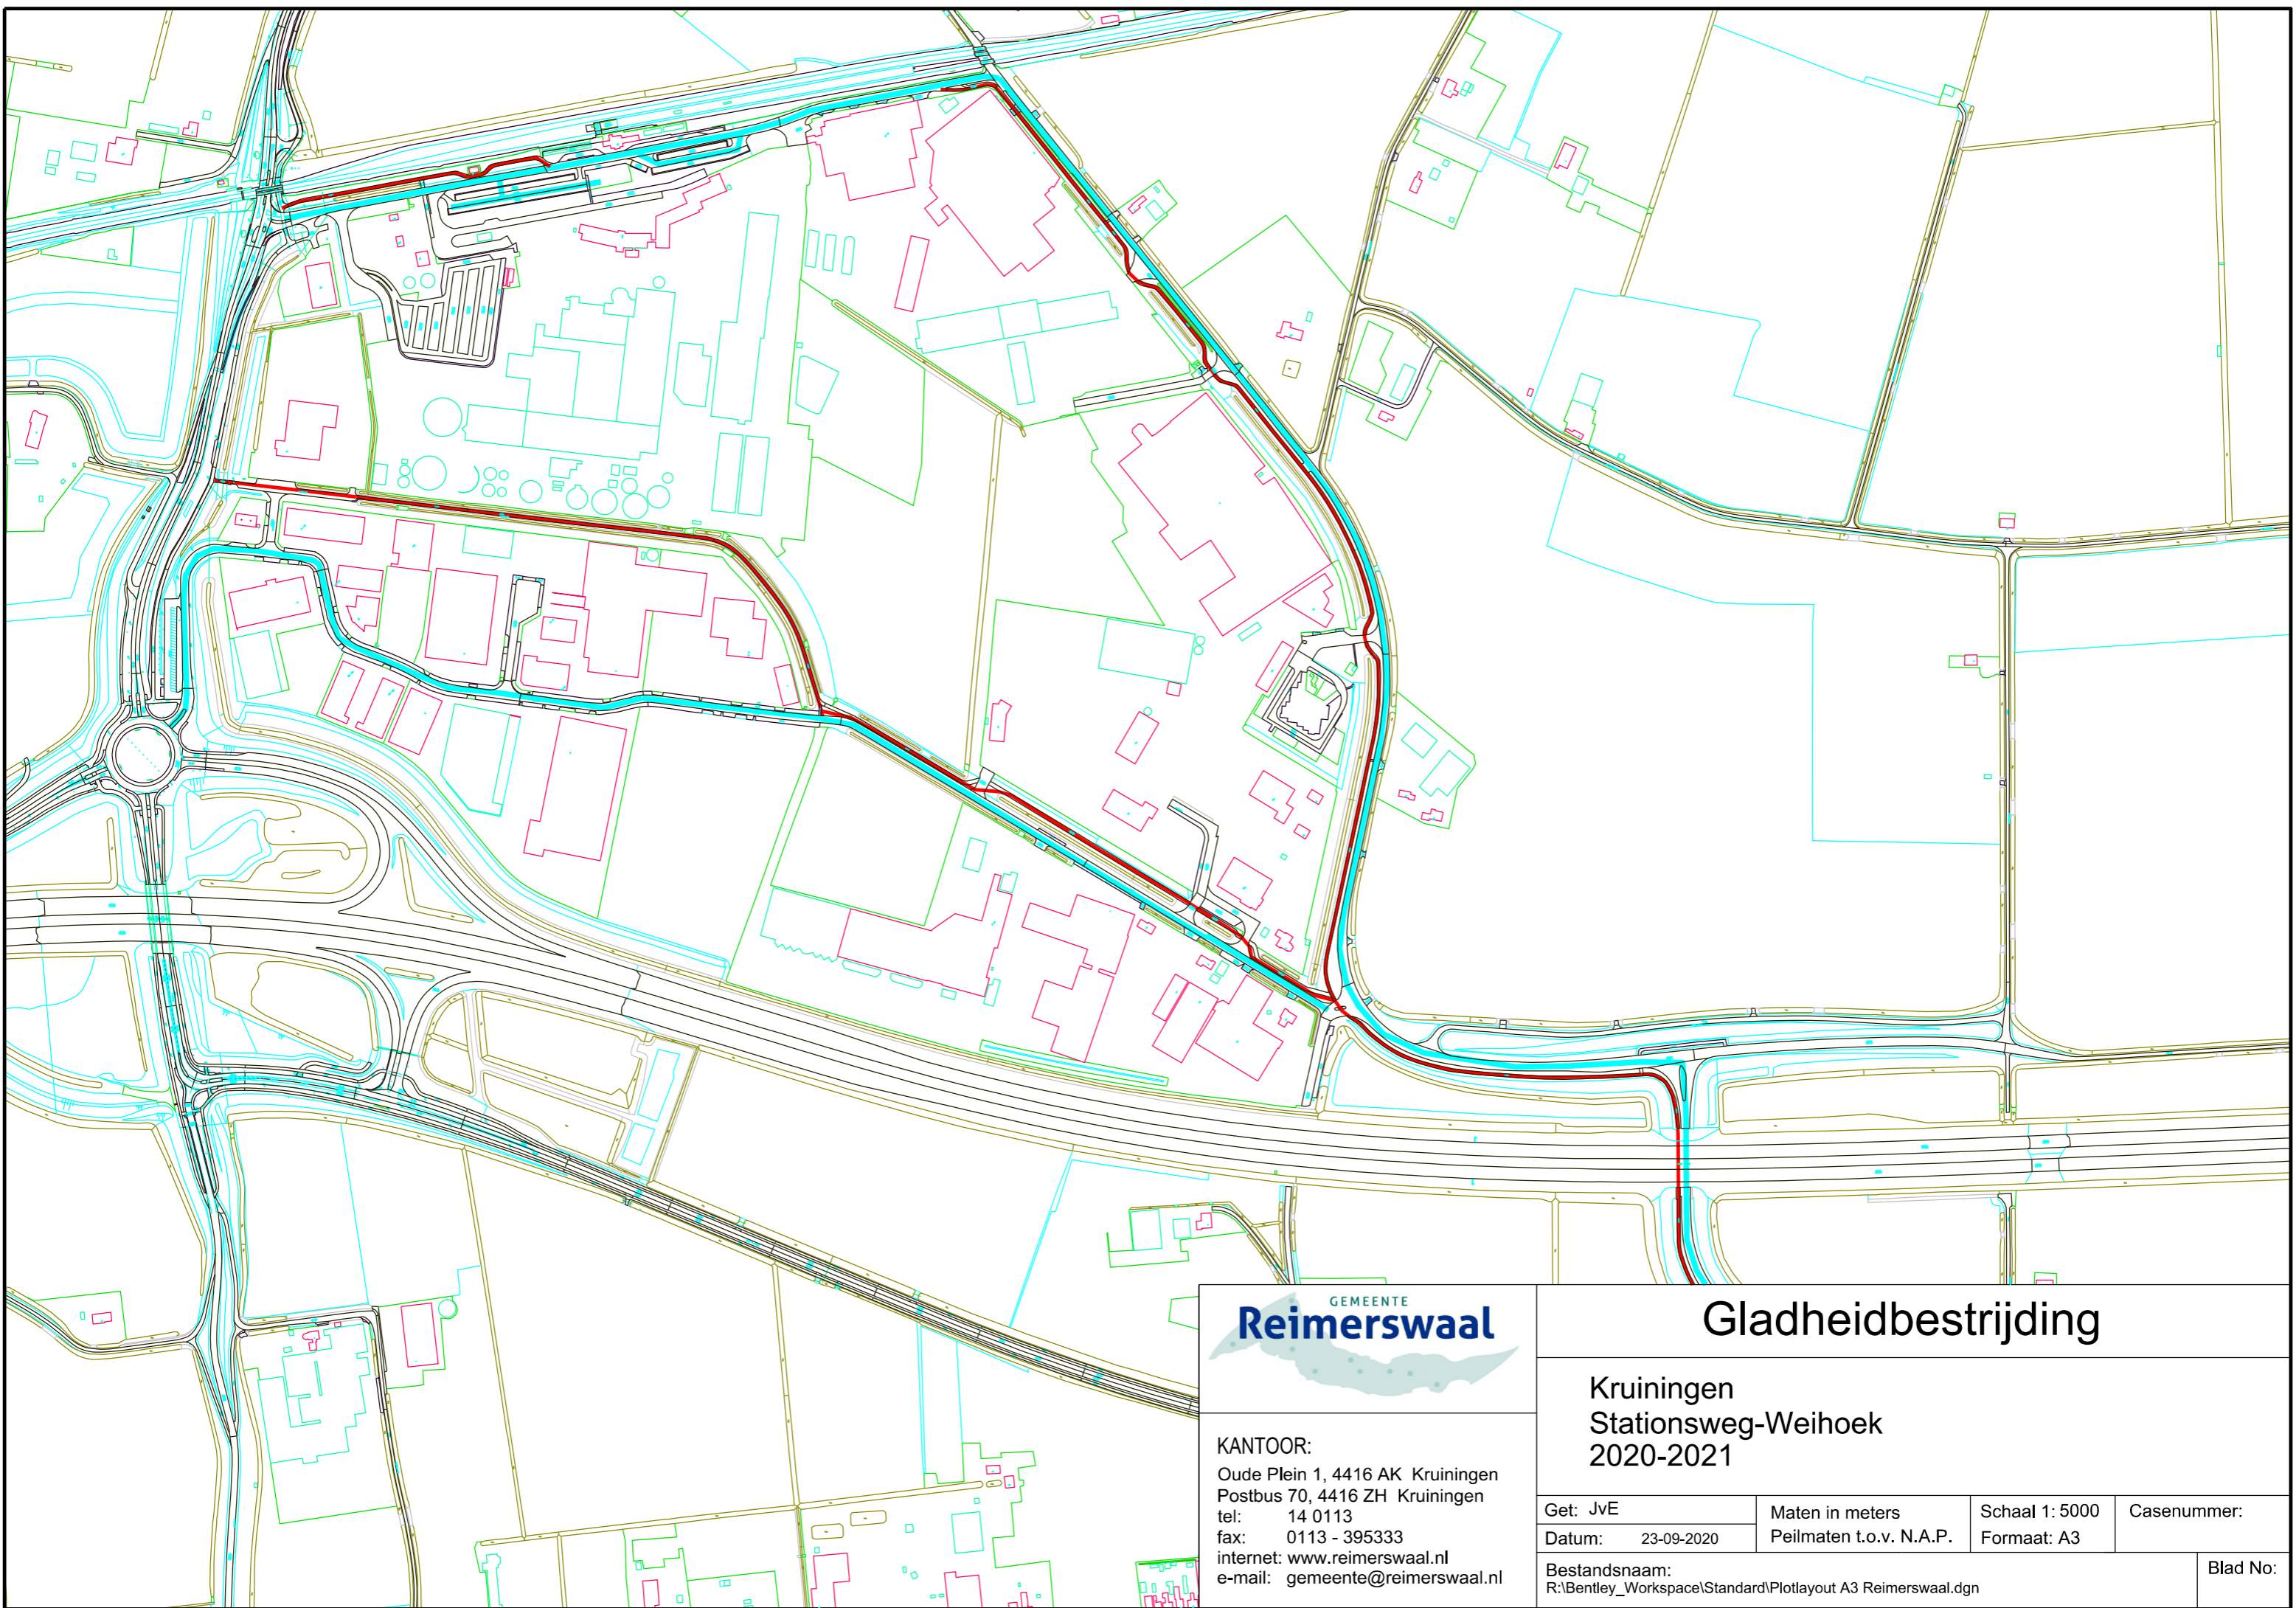 GEMEENTE
Reimerswaal
Gladheidbestrijding
Kruiningen
Stationsweg-Weihoek
2020-2021
KANTOOR:
Oude Plein 1, 4416 AK Kruiningen
Postbus 70, 4416 ZH Kruiningen
tel: 14 0113
fax: 0113 - 395333
internet: www.reimerswaal.nl
e-mail: gemeente@reimerswaal.nl
Get: JvE
Datum: 23-09-2020
Maten in meters
Peilmaten t.o.v. N.A.P.
Schaal 1: 5000
Formaat: A3
Casenummer:
Bestandsnaam:
R:\Bentley_Workspace\Standard\Plotlayout A3 Reimerswaal.dgn
Blad No: